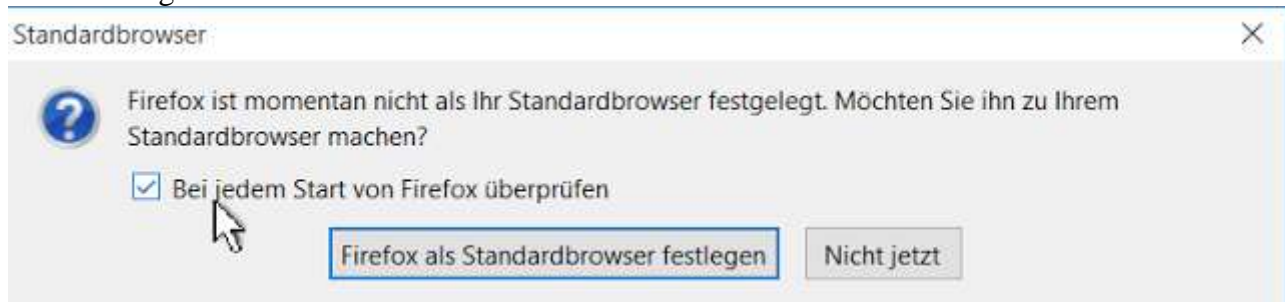 Standardbrowser
Firefox ist momentan nicht als Ihr Standardbrowser festgelegt. Möchten Sie ihn zu Ihrem
Standardbrowser machen?
Bei jedem Start von Firefox überprüfen
Firefox als Standardbrowser festlegen Nicht jetzt